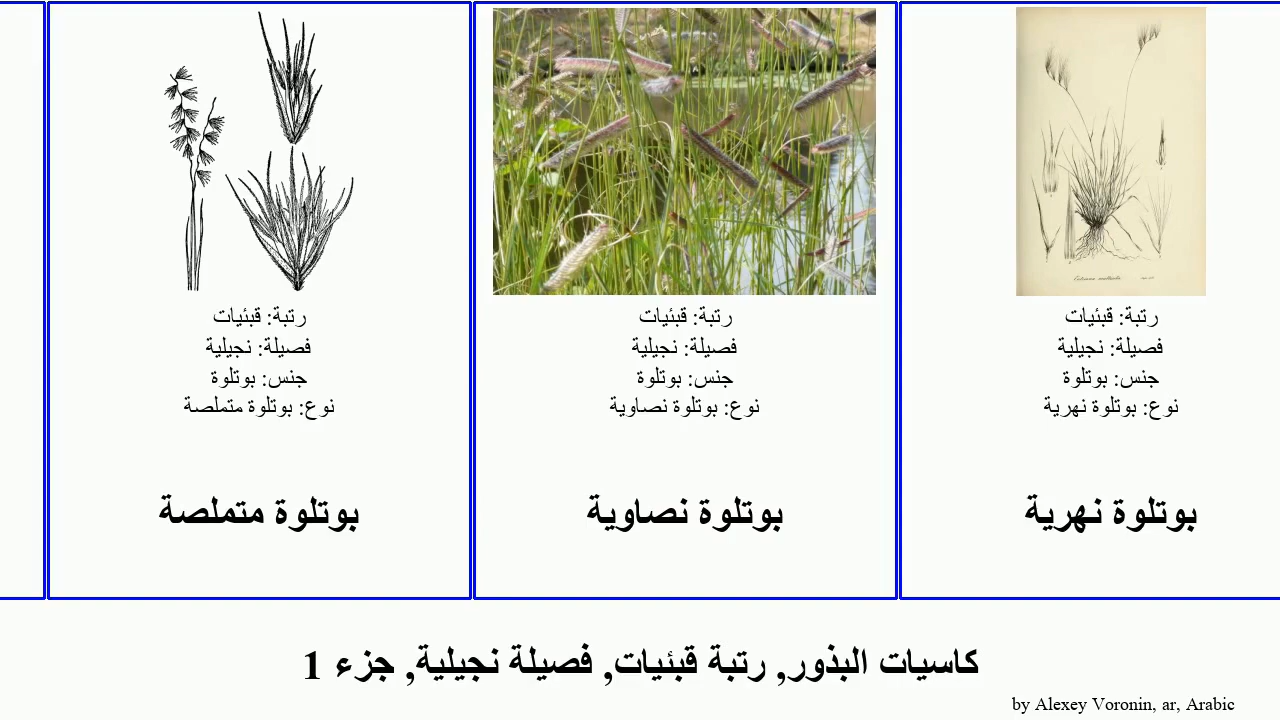 رتبة: قبئيات
فصيلة: نجيلية
جنس: بوتلوة
نوع: بوتلوة نهرية
بوتلوة نهرية
رتبة: قبئيات
فصيلة: نجيلية
جنس: بوتلوة
نوع: بوتلوة نصاوية
بوتلوة نصاوية
رتبة: قبئيات
فصيلة: نجيلية
جنس: بوتلوة
نوع: بوتلوة متملصة
بوتلوة متملصة
كاسيات البذور, رتبة قبئيات, فصيلة نجيلية, جزء 1
by Alexey Voronin, ar, Arabic